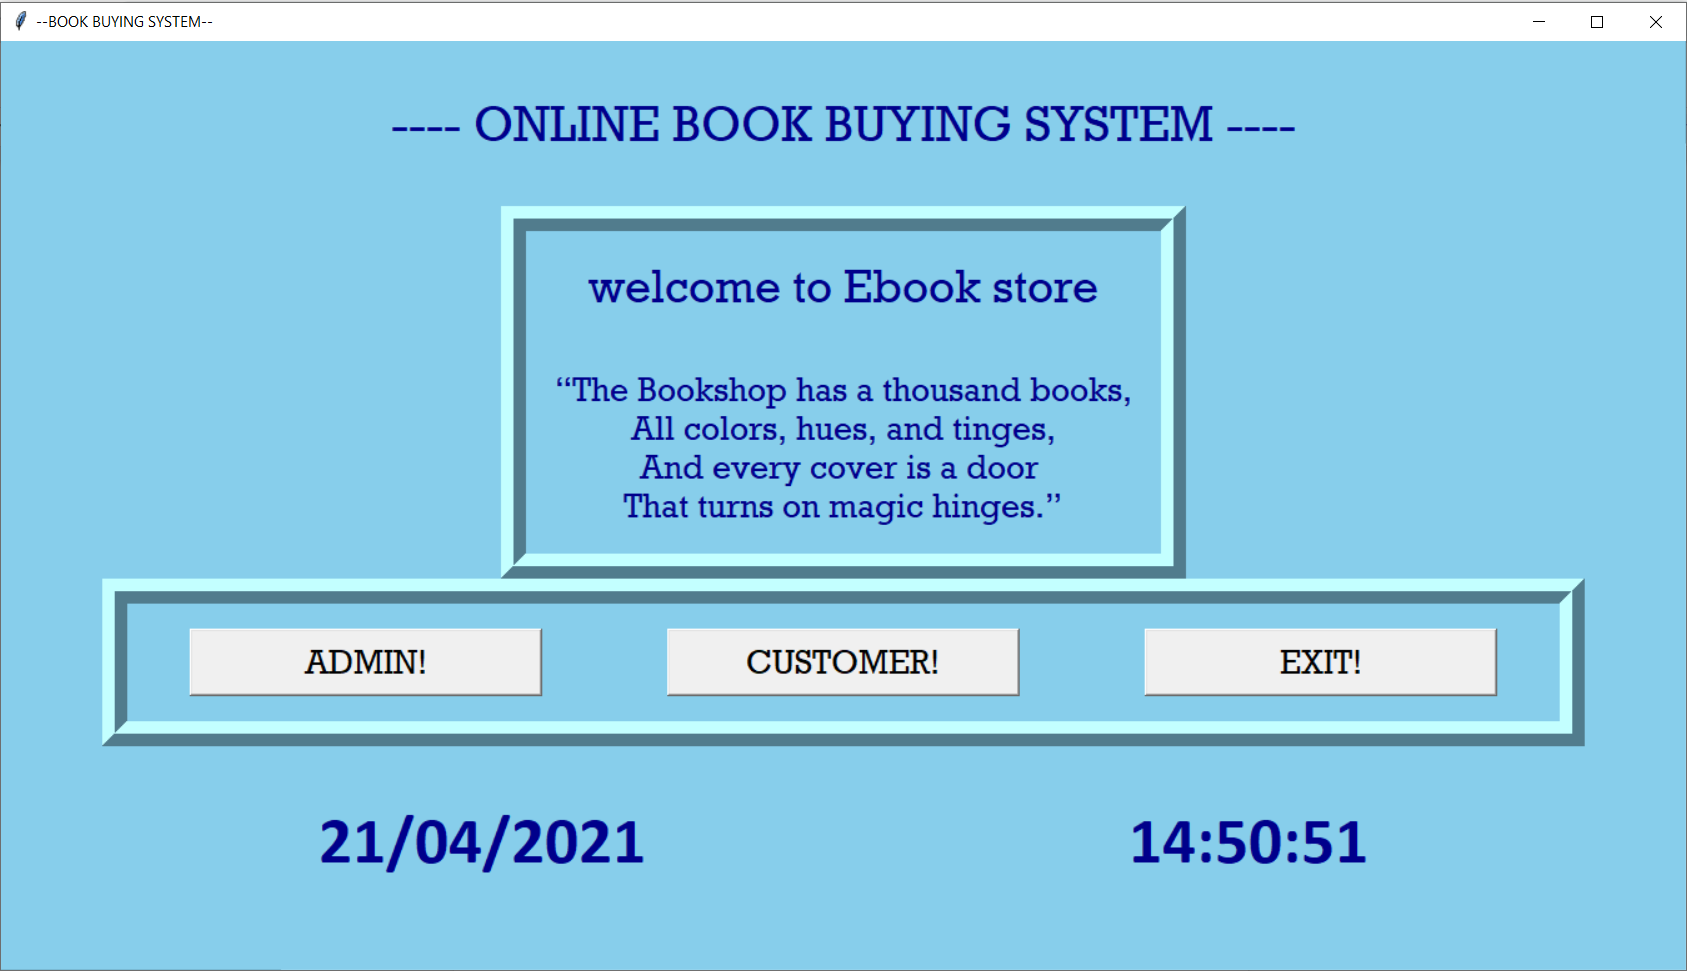 --BOOK BUYING SYSTEM--
---- ONLINE BOOK BUYING SYSTEM ----
welcome to Ebook store
“The Bookshop has a thousand books,
All colors, hues, and tinges,
And every cover is a door
That turns on magic hinges.”
ADMIN!
CUSTOMER!
EXIT!
21/04/2021
14:50:51